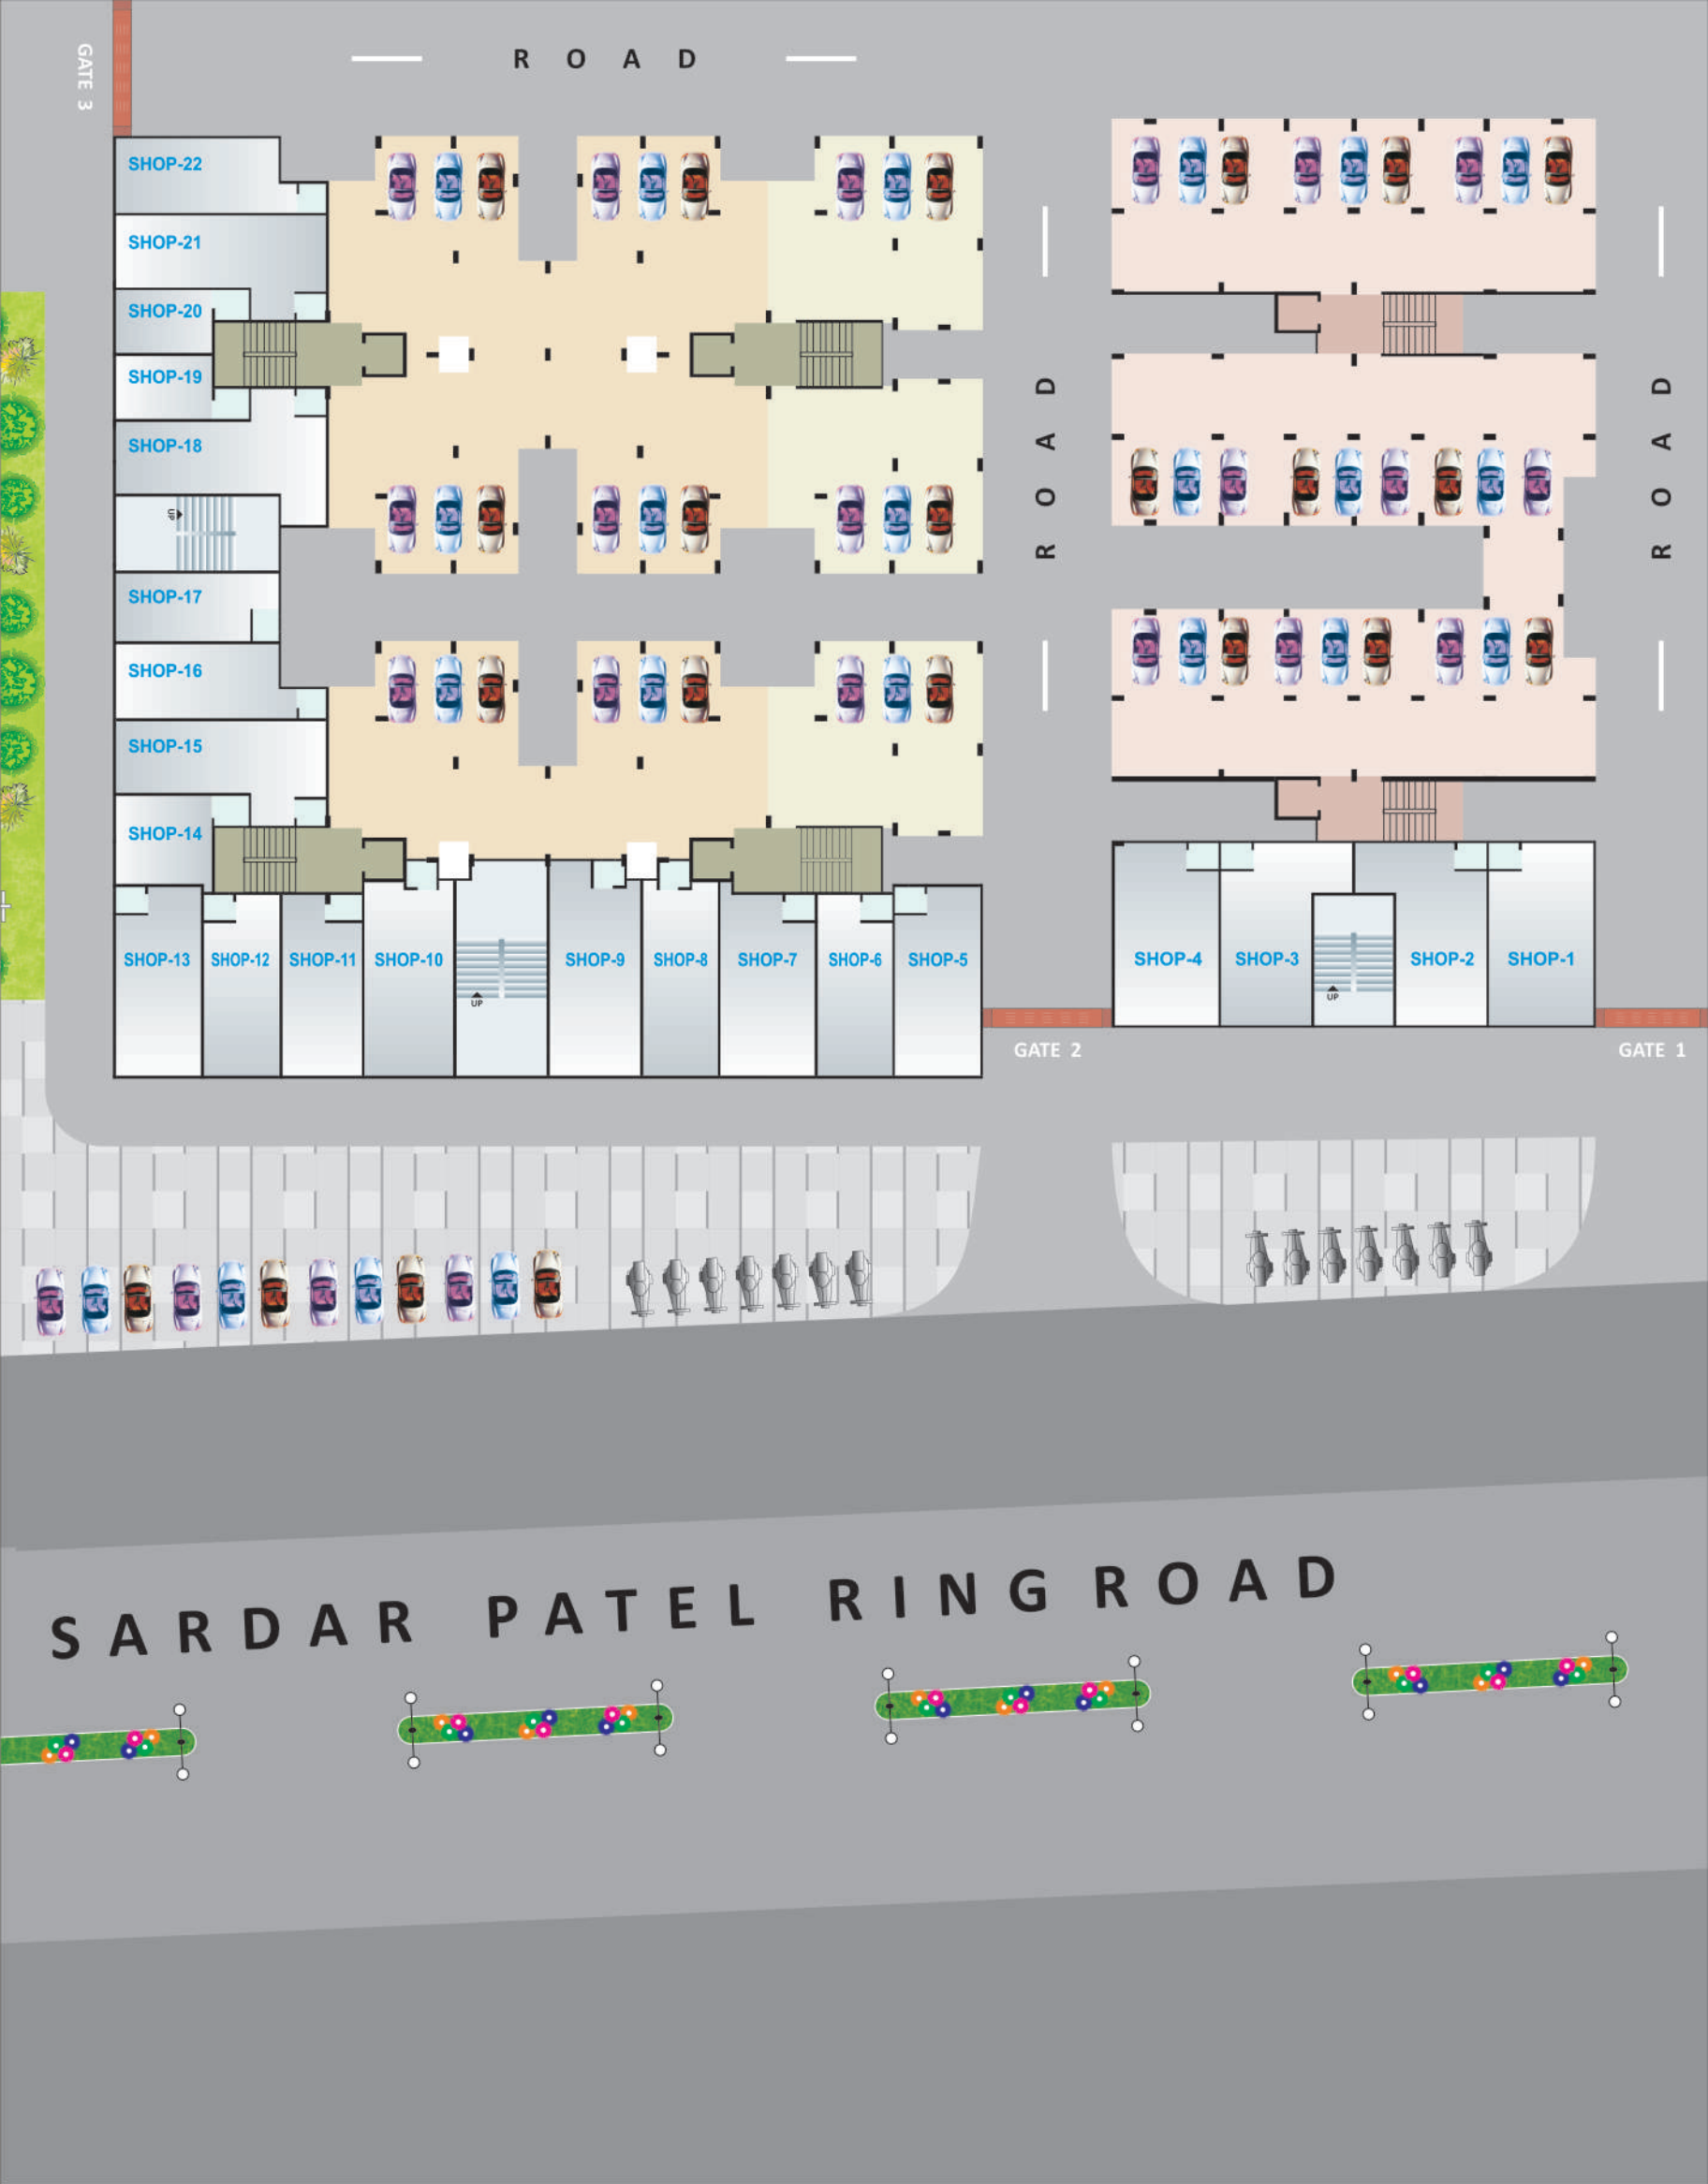 GATE 3
ROAD
SHOP-22
SHOP-21
SHOP-20
SHOP-19
SHOP-18
UP
SHOP-17
SHOP-16
SHOP-15
SHOP-14
ROAD
ROAD
SHOP-13 SHOP-12 SHOP-11 SHOP-10 SHOP-9 SHOP-8 SHOP-7 SHOP-6 SHOP-5 SHOP-4 SHOP-3 SHOP-2 SHOP-1
UP
UP
GATE 2
GATE 1
SARDAR PATEL RING ROAD